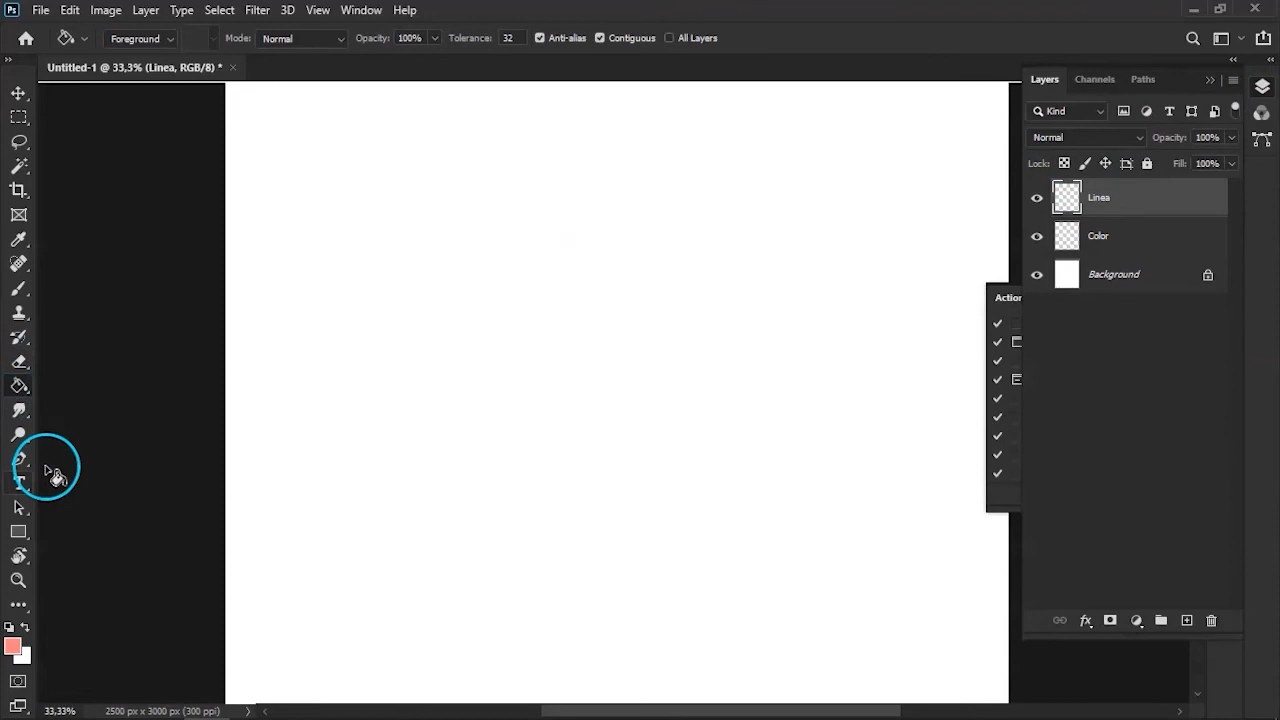 Ps File Edit Image Layer Type Select Filter 3D View Window Help
Foreground Mode: Normal Opacity: 100% Tolerance: 32 Anti-alias Contiguous All Layers
Untitled-1 @ 33,3% (Linea, RGB/8) *
Layers Channels Paths
Kind
Normal Opacity: 100%
Lock: Fill: 100%
Linea
Color
Background
Action
33,33% 2500 px x 3000 px (300 ppi)